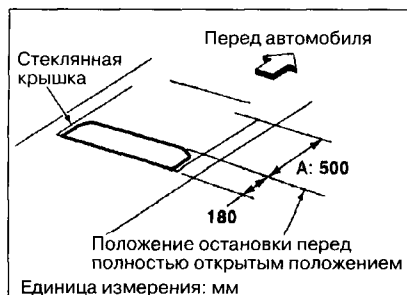 Перед автомобиля
Стеклянная
крышка
А: 500
180
Положение остановки перед
полностью открытым положением
Единица измерения: мм